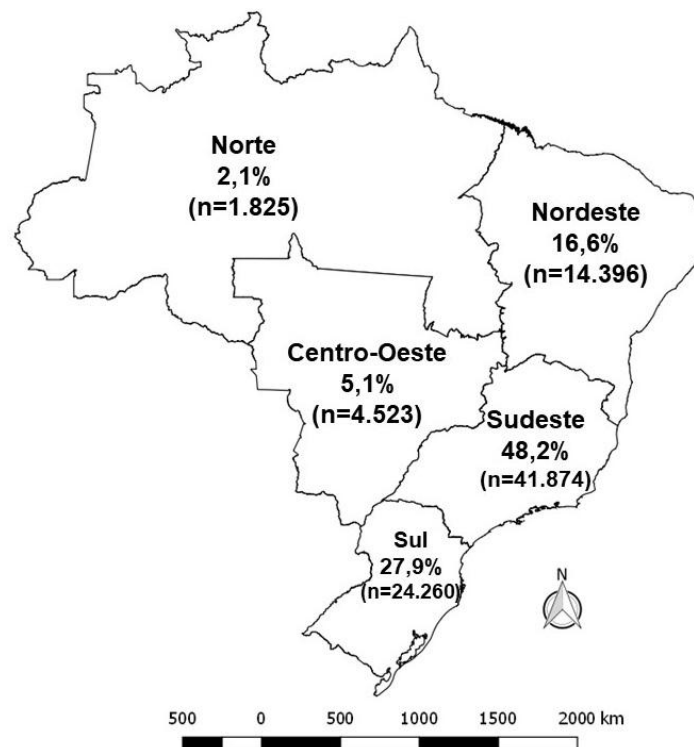 Norte
2,1%
(n=1.825)
Nordeste
16,6%
(n=14.396)
Centro-Oeste
5,1%
(n=4.523)
Sudeste
48,2%
(n=41.874)
Sul
27,9%
(n=24.260)
N
500 0 500 1000 1500 2000 km